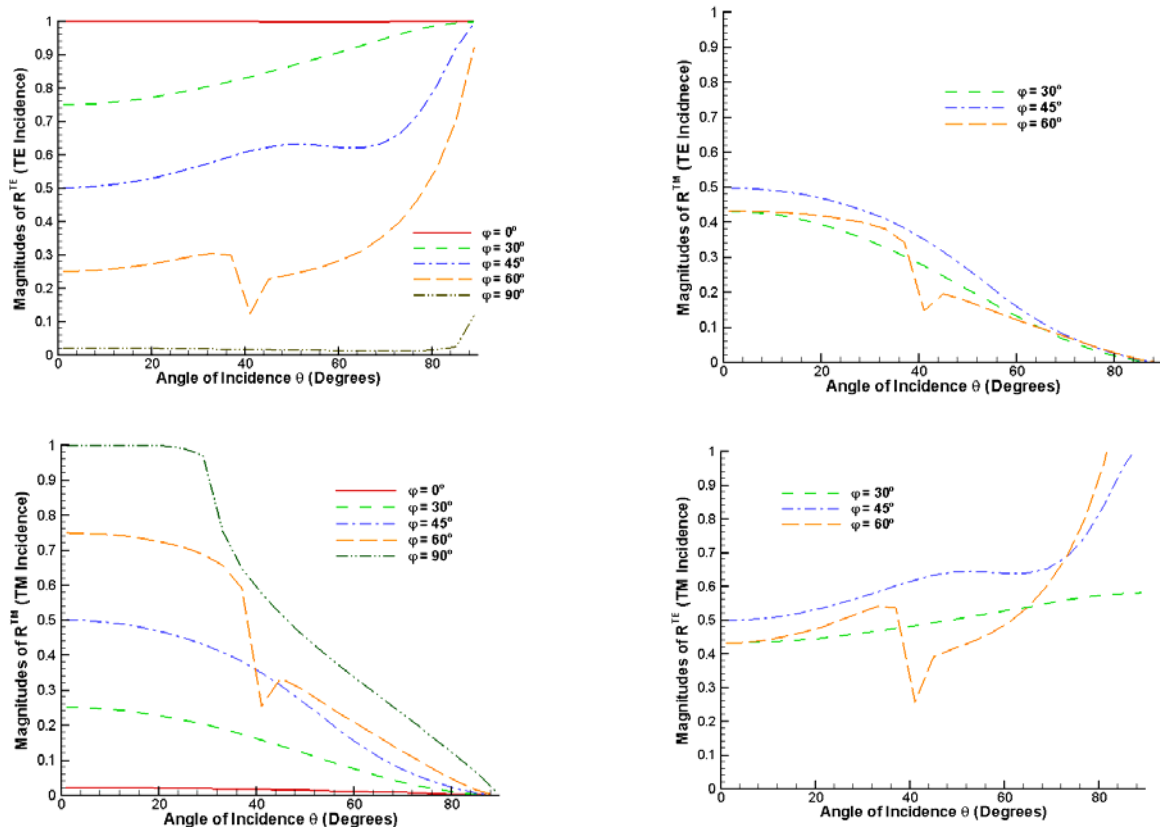 Magnitudes of R^TE (TE Incidence)
1
0.9
0.8
0.7
0.6
0.5
0.4
0.3
0.2
0.1
0
φ = 0°
φ = 30°
φ = 45°
φ = 60°
φ = 90°
0 20 40 60 80
Angle of Incidence θ (Degrees)
Magnitudes of R^TM (TE Incidnece)
1
0.9
0.8
0.7
0.6
0.5
0.4
0.3
0.2
0.1
0
φ = 30°
φ = 45°
φ = 60°
0 20 40 60 80
Angle of Incidence θ (Degrees)
Magnitudes of R^TM (TM Incidence)
1
0.9
0.8
0.7
0.6
0.5
0.4
0.3
0.2
0.1
0
φ = 0°
φ = 30°
φ = 45°
φ = 60°
φ = 90°
0 20 40 60 80
Angle of Incidence θ (Degrees)
Magnitudes of R^TE (TM Incidence)
1
0.9
0.8
0.7
0.6
0.5
0.4
0.3
0.2
0.1
0
φ = 30°
φ = 45°
φ = 60°
0 20 40 60 80
Angle of Incidence θ (Degrees)